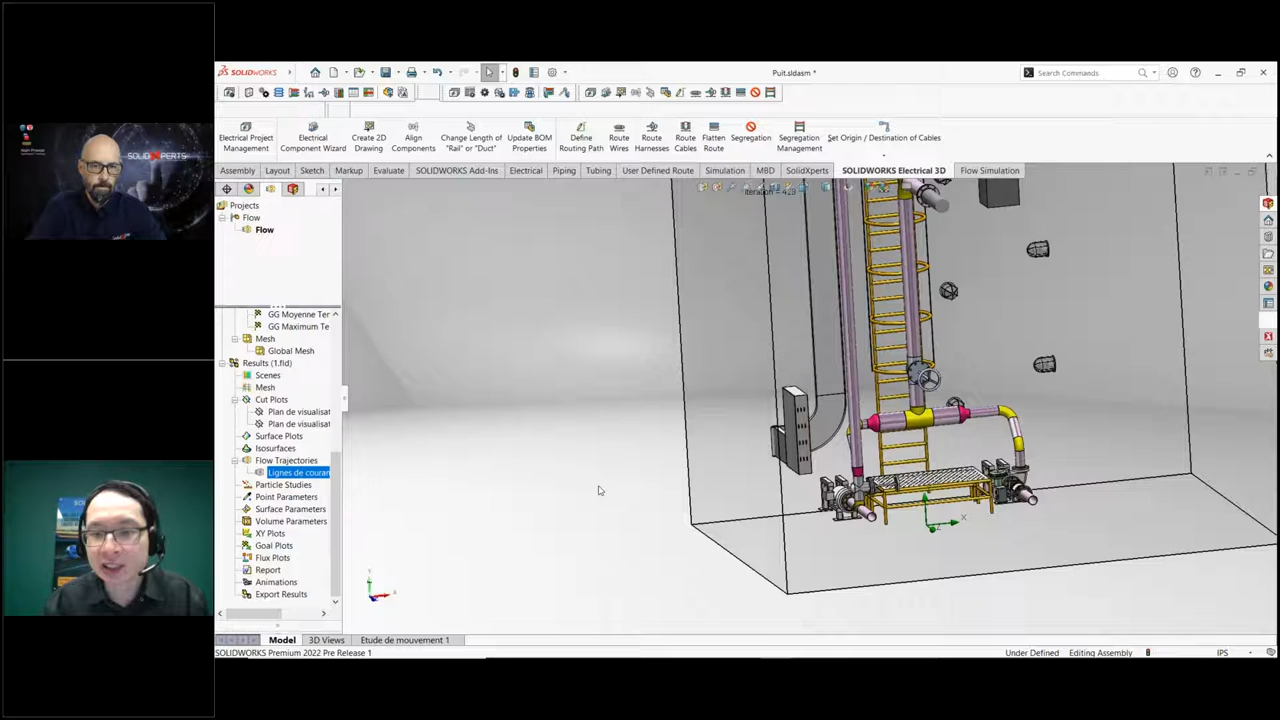 SOLIDWORKS
Puit.sldasm *
Search Commands
Electrical Project Management
Electrical Component Wizard
Create 2D Drawing
Align Components
Change Length of "Rail" or "Duct"
Update BOM Properties
Define Routing Path
Route Wires
Route Harnesses
Route Cables
Flatten Route
Segregation
Segregation Management
Set Origin / Destination of Cables
Assembly
Layout
Sketch
Markup
Evaluate
SOLIDWORKS Add-Ins
Electrical
Piping
Tubing
User Defined Route
Simulation
MBD
SolidXperts
SOLIDWORKS Electrical 3D
Flow Simulation
Iteration = 423
Projects
Flow
Flow
GG Moyenne Ter
GG Maximum Te
Mesh
Global Mesh
Results (1.fld)
Scenes
Mesh
Cut Plots
Plan de visualisat
Plan de visualisat
Surface Plots
Isosurfaces
Flow Trajectories
Lignes de couran
Particle Studies
Point Parameters
Surface Parameters
Volume Parameters
XY Plots
Goal Plots
Flux Plots
Report
Animations
Export Results
Model
3D Views
Etude de mouvement 1
SOLIDWORKS Premium 2022 Pre Release 1
Under Defined
Editing Assembly
IPS
SOLIDXPERTS